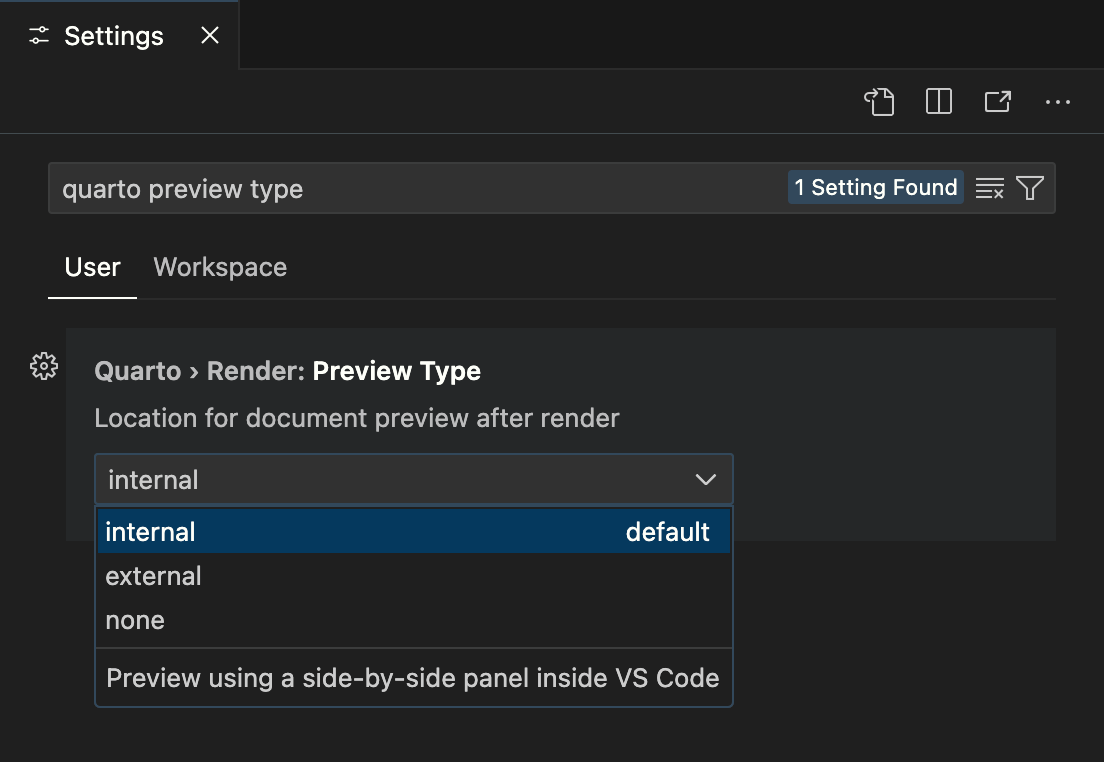 Settings
quarto preview type 1 Setting Found
User Workspace
Quarto › Render: Preview Type
Location for document preview after render
internal
internal default
external
none
Preview using a side-by-side panel inside VS Code